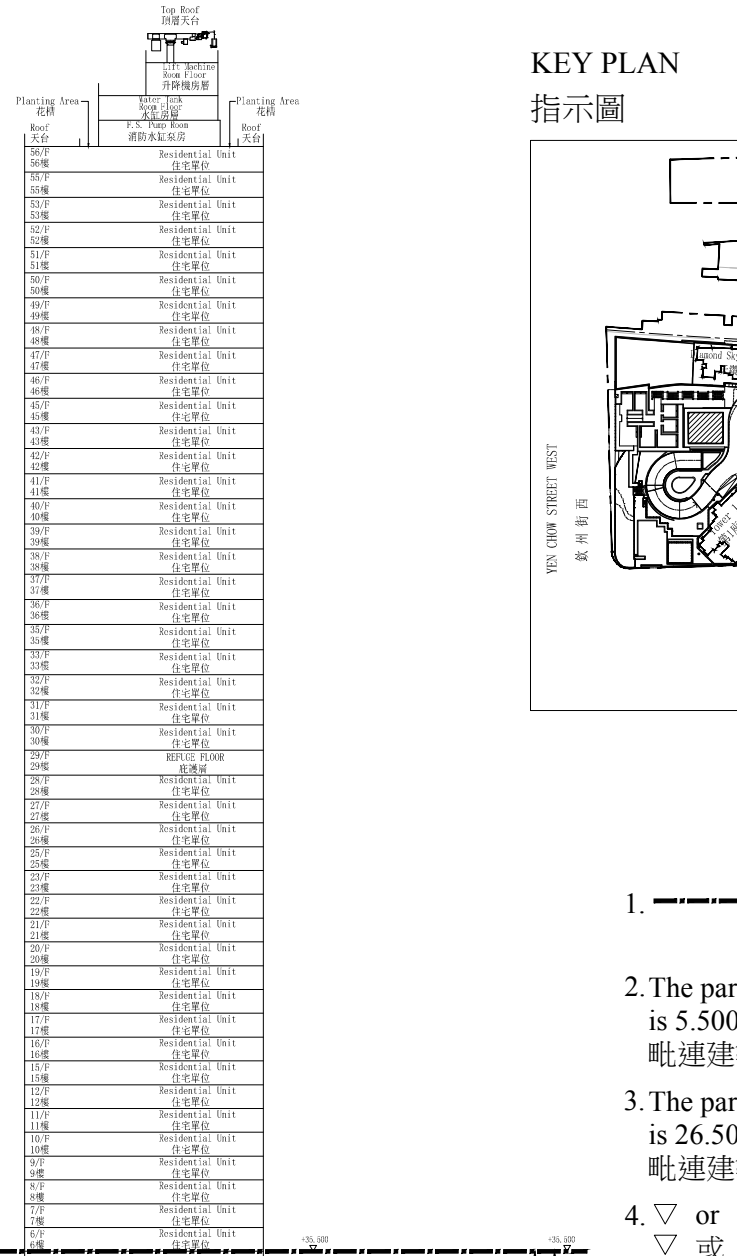 Top Roof
頂層天台
Lift Machine
Room Floor
升降機房層
Planting Area
花槽
Water Tank
Room Floor
水缸房層
Planting Area
花槽
Roof
天台
F.S. Pump Room
消防水缸泵房
Roof
天台
56/F Residential Unit
56樓 住宅單位
55/F Residential Unit
55樓 住宅單位
53/F Residential Unit
53樓 住宅單位
52/F Residential Unit
52樓 住宅單位
51/F Residential Unit
51樓 住宅單位
50/F Residential Unit
50樓 住宅單位
49/F Residential Unit
49樓 住宅單位
48/F Residential Unit
48樓 住宅單位
47/F Residential Unit
47樓 住宅單位
46/F Residential Unit
46樓 住宅單位
45/F Residential Unit
45樓 住宅單位
43/F Residential Unit
43樓 住宅單位
42/F Residential Unit
42樓 住宅單位
41/F Residential Unit
41樓 住宅單位
40/F Residential Unit
40樓 住宅單位
39/F Residential Unit
39樓 住宅單位
38/F Residential Unit
38樓 住宅單位
37/F Residential Unit
37樓 住宅單位
36/F Residential Unit
36樓 住宅單位
35/F Residential Unit
35樓 住宅單位
33/F Residential Unit
33樓 住宅單位
32/F Residential Unit
32樓 住宅單位
31/F Residential Unit
31樓 住宅單位
30/F Residential Unit
30樓 住宅單位
29/F REFUGE FLOOR
29樓 庇護層
28/F Residential Unit
28樓 住宅單位
27/F Residential Unit
27樓 住宅單位
26/F Residential Unit
26樓 住宅單位
25/F Residential Unit
25樓 住宅單位
23/F Residential Unit
23樓 住宅單位
22/F Residential Unit
22樓 住宅單位
21/F Residential Unit
21樓 住宅單位
20/F Residential Unit
20樓 住宅單位
19/F Residential Unit
19樓 住宅單位
18/F Residential Unit
18樓 住宅單位
17/F Residential Unit
17樓 住宅單位
16/F Residential Unit
16樓 住宅單位
15/F Residential Unit
15樓 住宅單位
12/F Residential Unit
12樓 住宅單位
11/F Residential Unit
11樓 住宅單位
10/F Residential Unit
10樓 住宅單位
9/F Residential Unit
9樓 住宅單位
8/F Residential Unit
8樓 住宅單位
7/F Residential Unit
7樓 住宅單位
6/F Residential Unit
6樓 住宅單位
+35.500
+35.500
KEY PLAN
指示圖
YEN CHOW STREET WEST
欽州街西
1.
2. The par
is 5.500
毗連建
3. The par
is 26.50
毗連建
4. ▽ or
▽ 或